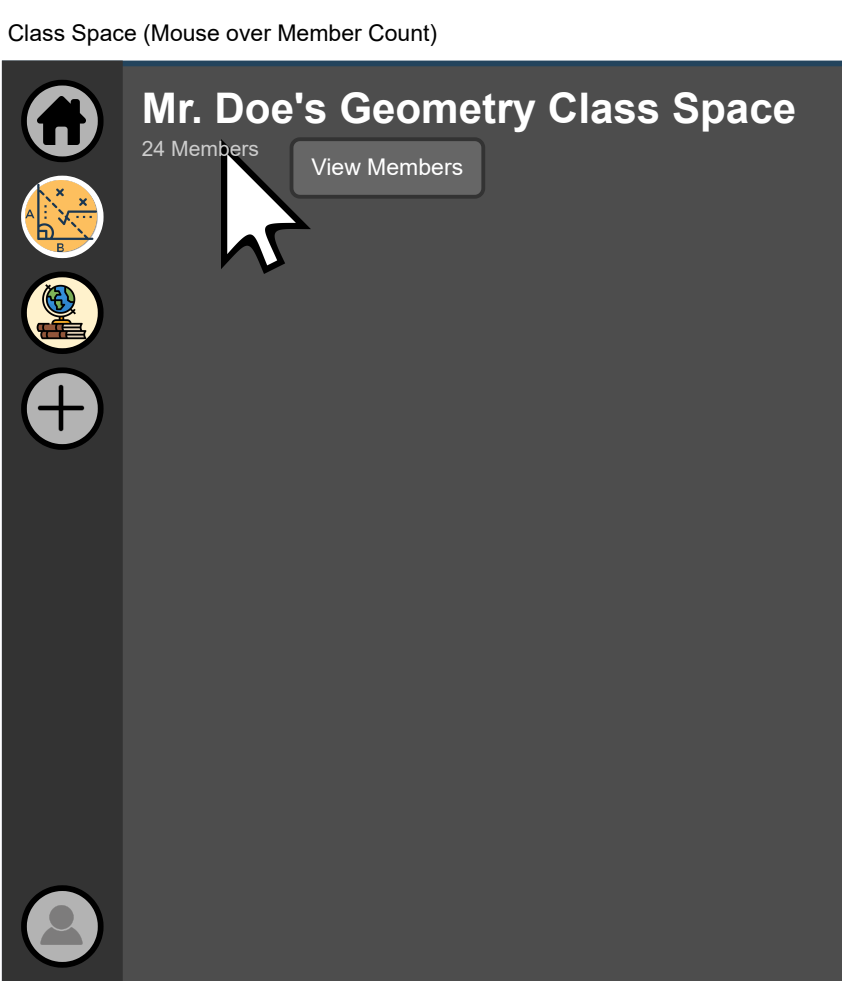 Class Space (Mouse over Member Count)
Mr. Doe's Geometry Class Space
24 Members
View Members
A
B